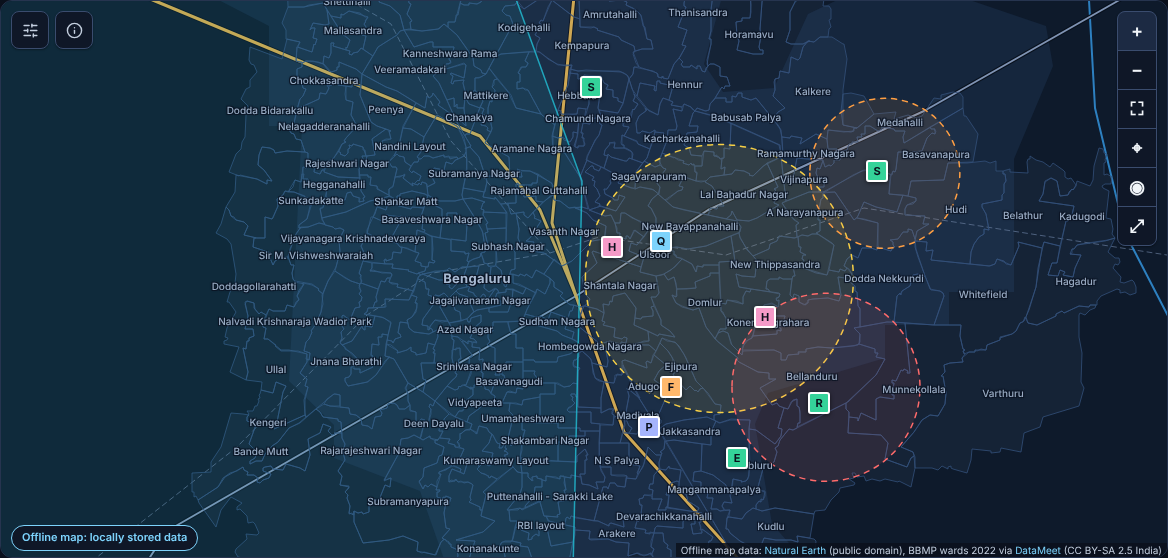 Shettihalli
Amrutahalli
Thanisandra
Mallasandra
Kodigehalli
Horamavu
Kempapura
Kanneshwara Rama
Veeramadakari
Chokkasandra
Hennur
S
Kalkere
Mattikere
Hebb
Dodda Bidarakallu
Peenya
Chanakya
Chamundi Nagara
Babusab Palya
Medahalli
Nelagadderanahalli
Kacharkanahalli
Nandini Layout
Aramane Nagara
Ramamurthy Nagara
Basavanapura
Rajeshwari Nagar
Subramanya Nagar
Sagayarapuram
S
Vijinapura
Hegganahalli
Rajamahal Guttahalli
Lal Bahadur Nagar
Sunkadakatte
Shankar Matt
Hudi
Basaveshwara Nagar
A Narayanapura
Belathur
Kadugodi
Vasanth Nagar
New Bayappanahalli
Vijayanagara Krishnadevaraya
Subhash Nagar
H
Q
Sir M. Vishweshwaraiah
Ulsoor
New Thippasandra
Bengaluru
Dodda Nekkundi
Hagadur
Doddagollarahatti
Shantala Nagar
Whitefield
Jagajivanaram Nagar
Domlur
Nalvadi Krishnaraja Wadior Park
Sudham Nagara
H
Azad Nagar
Hombegowda Nagara
Jnana Bharathi
Srinivasa Nagar
Ejipura
Ullal
Basavanagudi
Bellanduru
Adugo
F
Munnekollala
Varthuru
Vidyapeeta
R
Kengeri
Deen Dayalu
Umamaheshwara
Madivala
P
Jakkasandra
Shakambari Nagar
Bande Mutt
Rajarajeshwari Nagar
Kumaraswamy Layout
N S Palya
E
bluru
Subramanyapura
Puttenahalli - Sarakki Lake
Mangammanapalya
Devarachikkanahalli
RBI layout
Arakere
Kudlu
Konanakunte
Offline map: locally stored data
Offline map data: Natural Earth (public domain), BBMP wards 2022 via DataMeet (CC BY-SA 2.5 India)